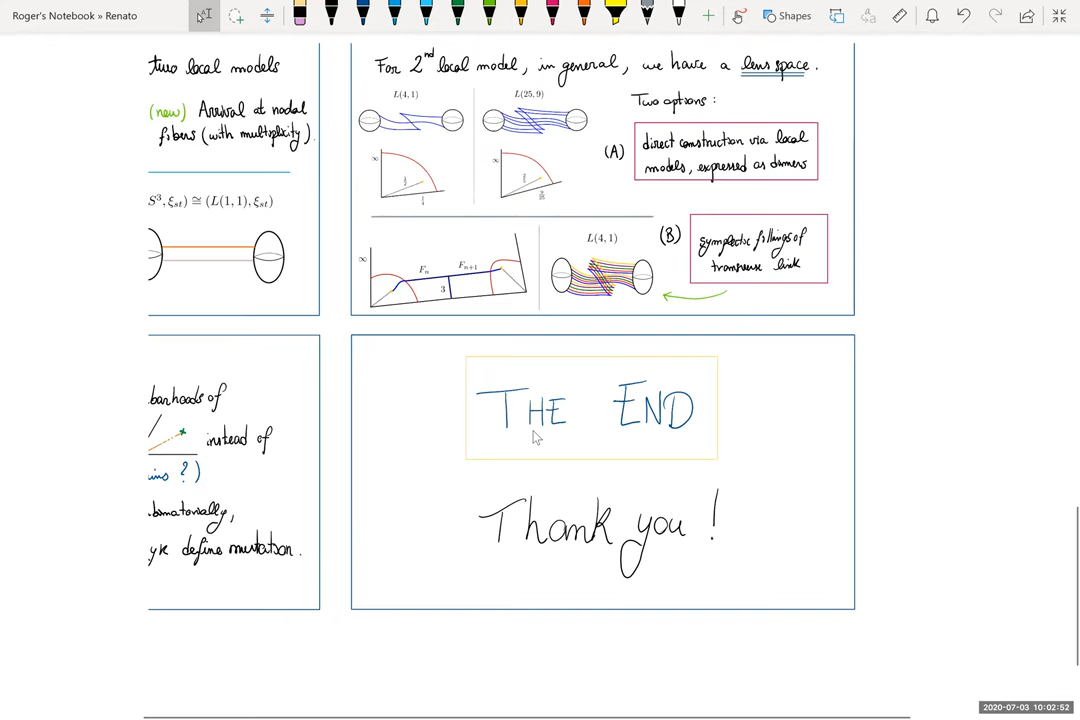 Roger's Notebook » Renato
Shapes
two local models
(new) Arrival at nodal
fibers (with multiplicity).
S³, ξst) ≅ (L(1,1), ξst)
For 2nd local model, in general, we have a lens space.
L(4,1)
L(25,9)
Two options:
(A)
direct construction via local
models, expressed as dimers
∞
∞
(B)
symplectic fillings of
transverse link
L(4,1)
∞
Fn
Fn+1
3
instead of
define mutation.
THE END
Thank you!
2020-07-03 10:02:52